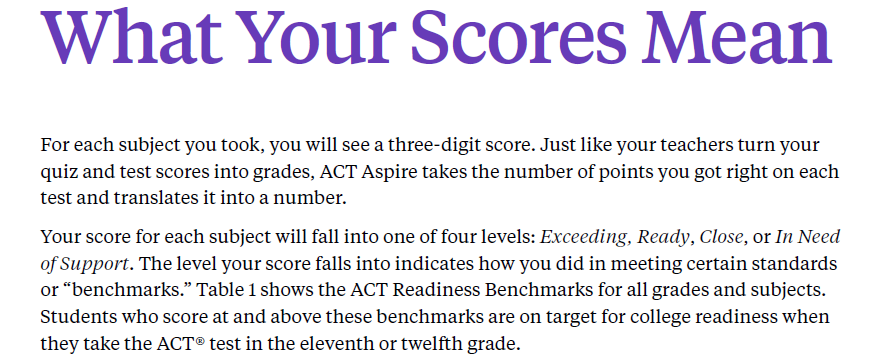 What Your Scores Mean
For each subject you took, you will see a three-digit score. Just like your teachers turn your
quiz and test scores into grades, ACT Aspire takes the number of points you got right on each
test and translates it into a number.
Your score for each subject will fall into one of four levels: Exceeding, Ready, Close, or In Need
of Support. The level your score falls into indicates how you did in meeting certain standards
or “benchmarks.” Table 1 shows the ACT Readiness Benchmarks for all grades and subjects.
Students who score at and above these benchmarks are on target for college readiness when
they take the ACT® test in the eleventh or twelfth grade.